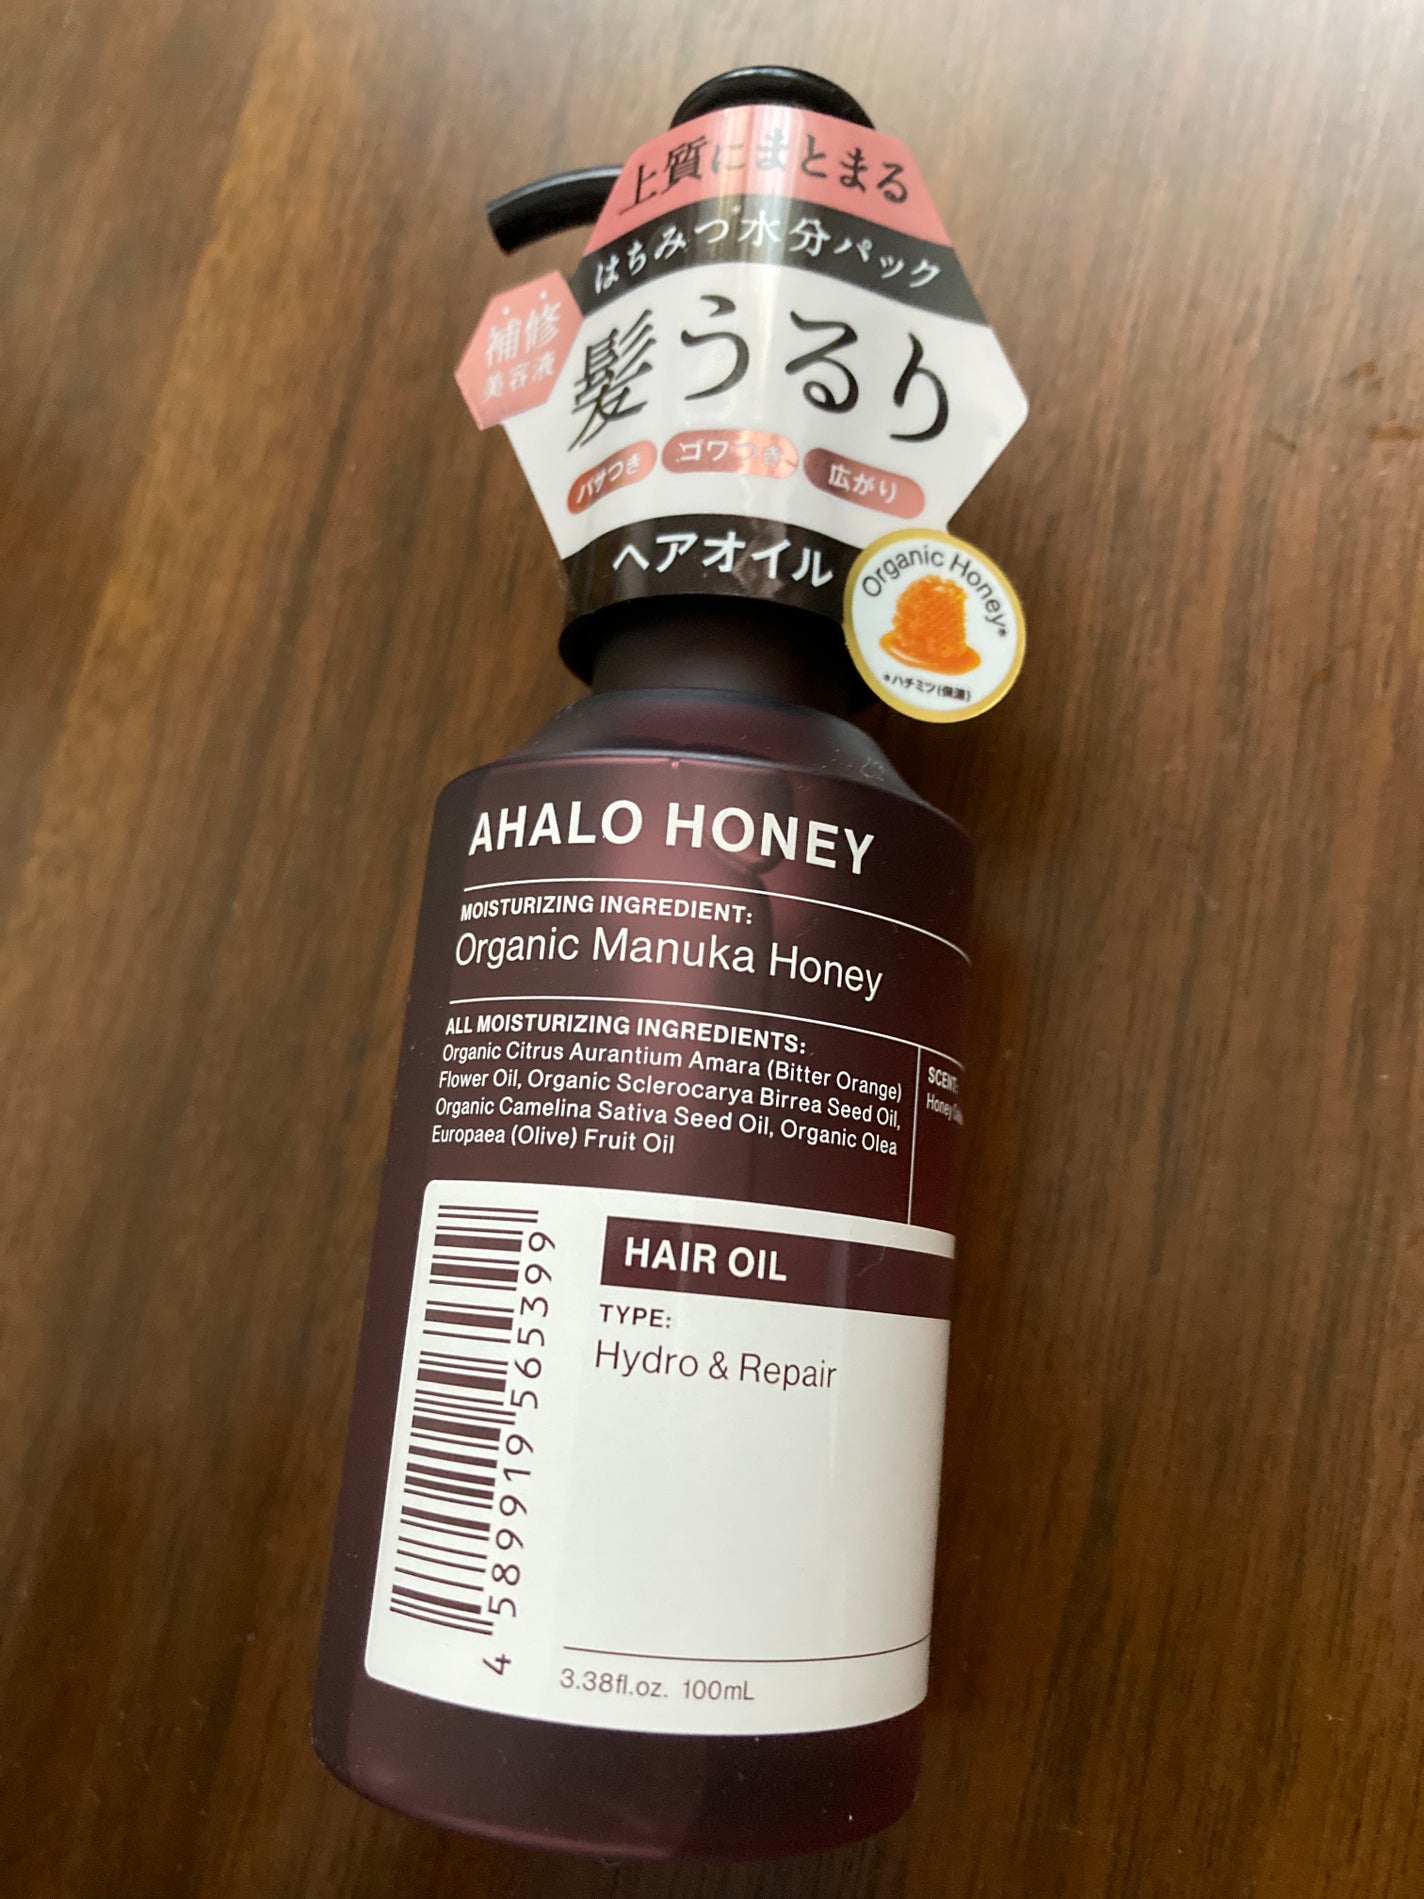 上質にまとまる
はちみつ*水分パック
補修
美容液
髪うるり
パサつき ゴワつき 広がり
ヘアオイル
Organic Honey*
*ハチミツ(保湿)
AHALO HONEY
MOISTURIZING INGREDIENT:
Organic Manuka Honey
ALL MOISTURIZING INGREDIENTS:
Organic Citrus Aurantium Amara (Bitter Orange)
Flower Oil, Organic Sclerocarya Birrea Seed Oil,
Organic Camelina Sativa Seed Oil, Organic Olea
Europaea (Olive) Fruit Oil
SCENT:
Honey
HAIR OIL
TYPE:
Hydro & Repair
4 589919 565399
3.38fl.oz. 100mL